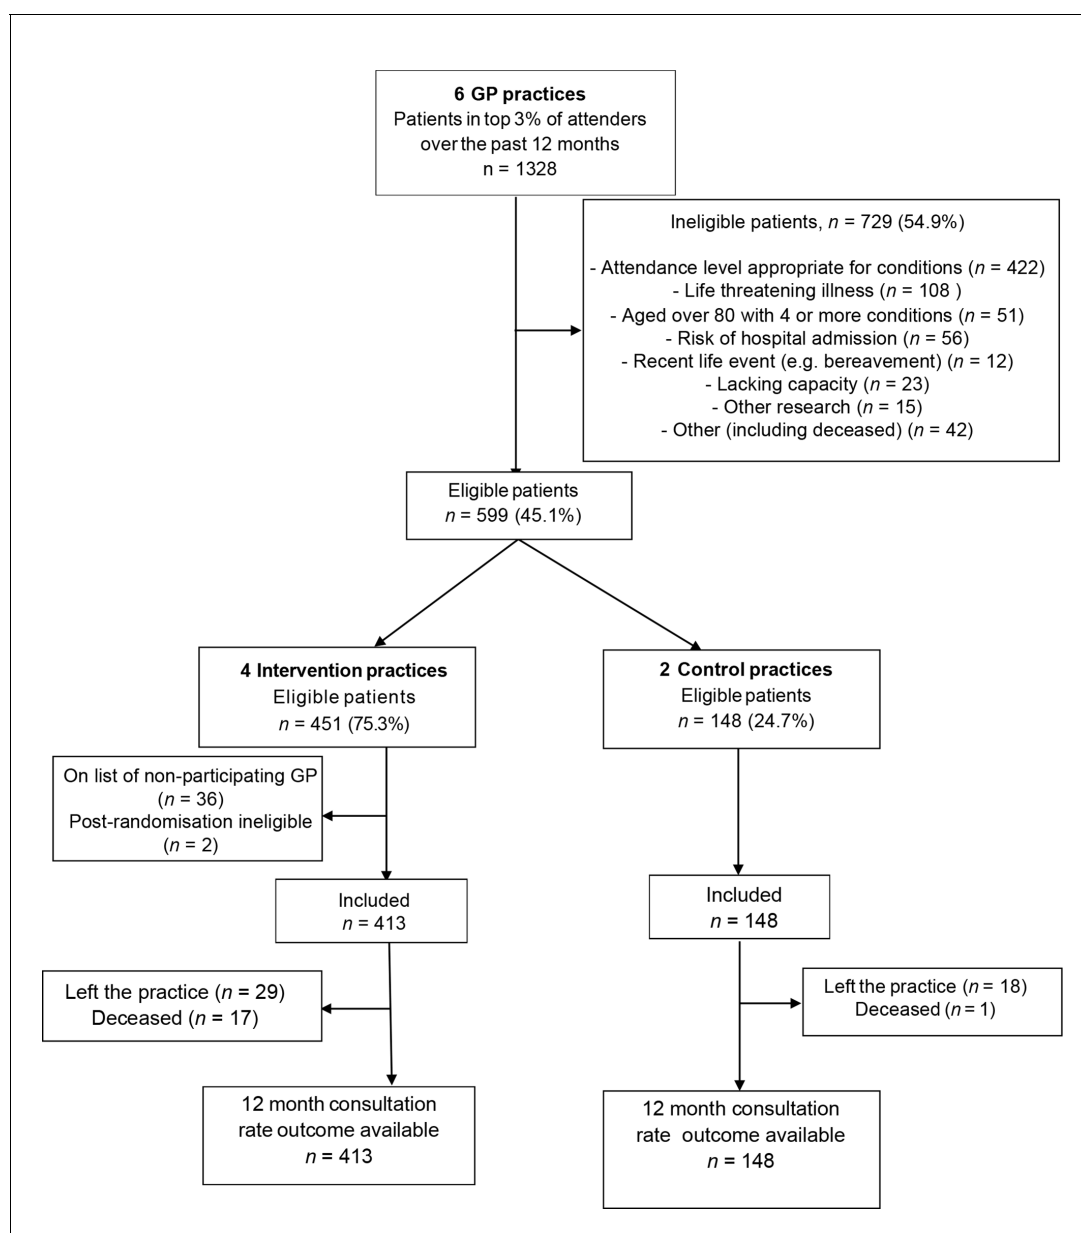 6 GP practices
Patients in top 3% of attenders
over the past 12 months
n = 1328
Ineligible patients, n = 729 (54.9%)
- Attendance level appropriate for conditions (n = 422)
- Life threatening illness (n = 108 )
- Aged over 80 with 4 or more conditions (n = 51)
- Risk of hospital admission (n = 56)
- Recent life event (e.g. bereavement) (n = 12)
- Lacking capacity (n = 23)
- Other research (n = 15)
- Other (including deceased) (n = 42)
Eligible patients
n = 599 (45.1%)
4 Intervention practices
Eligible patients
n = 451 (75.3%)
2 Control practices
Eligible patients
n = 148 (24.7%)
On list of non-participating GP
(n = 36)
Post-randomisation ineligible
(n = 2)
Included
n = 413
Included
n = 148
Left the practice (n = 29)
Deceased (n = 17)
Left the practice (n = 18)
Deceased (n = 1)
12 month consultation
rate outcome available
n = 413
12 month consultation
rate outcome available
n = 148